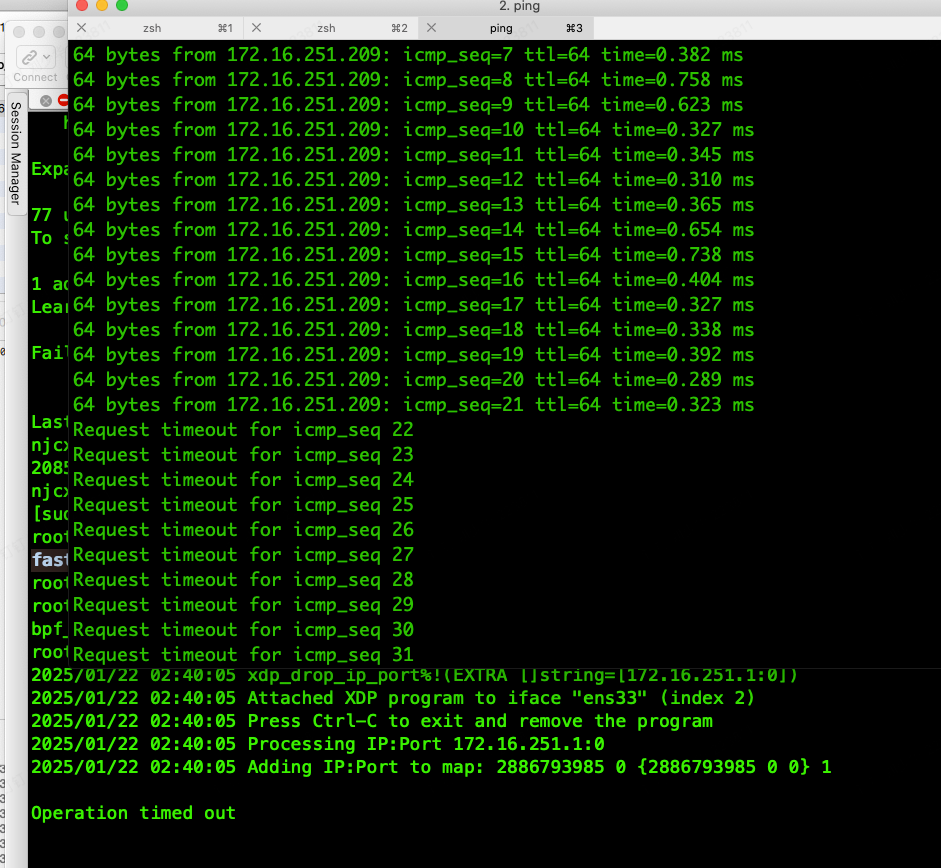 2. ping
zsh ⌘1 zsh ⌘2 ping ⌘3
Connect
Session Manager
64 bytes from 172.16.251.209: icmp_seq=7 ttl=64 time=0.382 ms
64 bytes from 172.16.251.209: icmp_seq=8 ttl=64 time=0.758 ms
64 bytes from 172.16.251.209: icmp_seq=9 ttl=64 time=0.623 ms
64 bytes from 172.16.251.209: icmp_seq=10 ttl=64 time=0.327 ms
64 bytes from 172.16.251.209: icmp_seq=11 ttl=64 time=0.345 ms
64 bytes from 172.16.251.209: icmp_seq=12 ttl=64 time=0.310 ms
64 bytes from 172.16.251.209: icmp_seq=13 ttl=64 time=0.365 ms
64 bytes from 172.16.251.209: icmp_seq=14 ttl=64 time=0.654 ms
64 bytes from 172.16.251.209: icmp_seq=15 ttl=64 time=0.738 ms
64 bytes from 172.16.251.209: icmp_seq=16 ttl=64 time=0.404 ms
64 bytes from 172.16.251.209: icmp_seq=17 ttl=64 time=0.327 ms
64 bytes from 172.16.251.209: icmp_seq=18 ttl=64 time=0.338 ms
64 bytes from 172.16.251.209: icmp_seq=19 ttl=64 time=0.392 ms
64 bytes from 172.16.251.209: icmp_seq=20 ttl=64 time=0.289 ms
64 bytes from 172.16.251.209: icmp_seq=21 ttl=64 time=0.323 ms
Request timeout for icmp_seq 22
Request timeout for icmp_seq 23
Request timeout for icmp_seq 24
Request timeout for icmp_seq 25
Request timeout for icmp_seq 26
Request timeout for icmp_seq 27
Request timeout for icmp_seq 28
Request timeout for icmp_seq 29
Request timeout for icmp_seq 30
Request timeout for icmp_seq 31
Expa
77 u
To s
1 ad
Lear
Fail
Last
njcx
2085
njcx
[sud
root
fast
root
root
bpf_
root
2025/01/22 02:40:05 xdp_drop_ip_port%!(EXTRA []string=[172.16.251.1:0])
2025/01/22 02:40:05 Attached XDP program to iface "ens33" (index 2)
2025/01/22 02:40:05 Press Ctrl-C to exit and remove the program
2025/01/22 02:40:05 Processing IP:Port 172.16.251.1:0
2025/01/22 02:40:05 Adding IP:Port to map: 2886793985 0 {2886793985 0 0} 1
Operation timed out